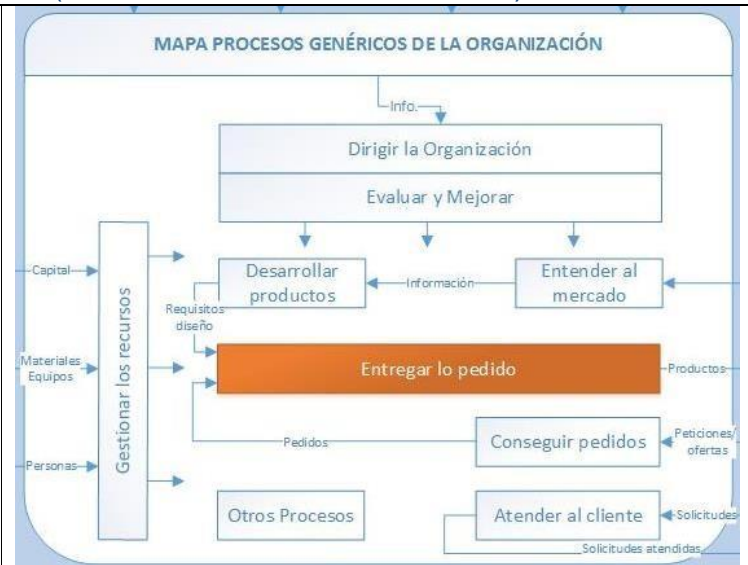 MAPA PROCESOS GENÉRICOS DE LA ORGANIZACIÓN
Info.
Dirigir la Organización
Evaluar y Mejorar
Capital
Desarrollar
productos
Información
Entender al
mercado
Requisitos
diseño
Gestionar los recursos
Materiales
Equipos
Entregar lo pedido
Productos
Pedidos
Conseguir pedidos
Peticiones/
ofertas
Personas
Otros Procesos
Atender al cliente
Solicitudes
Solicitudes atendidas